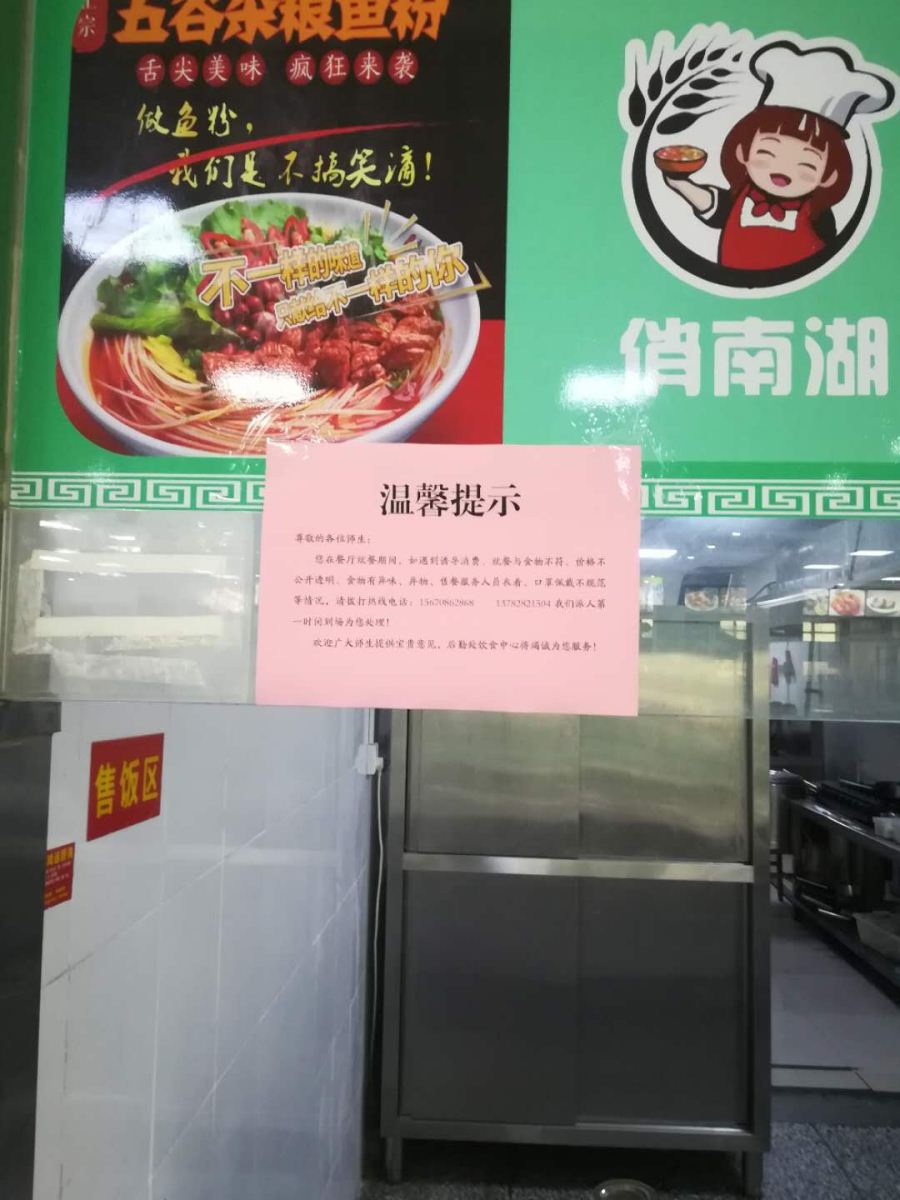 正宗
五谷杂粮鱼粉
舌尖美味 疯狂来袭
做鱼粉，
我们是不搞笑滴！
不一样的味道
只献给不一样的你
俏南湖
温馨提示
尊敬的各位师生：
您在餐厅就餐期间，如遇到诱导消费、就餐与食物不符、价格不
公开透明、食物有异味、异物、售餐服务人员衣着、口罩佩戴不规范
等情况，请拨打热线电话：15670862868 13782821504 我们派人第
一时间到场为您处理！
欢迎广大师生提供宝贵意见，后勤处饮食中心将竭诚为您服务！
售饭区